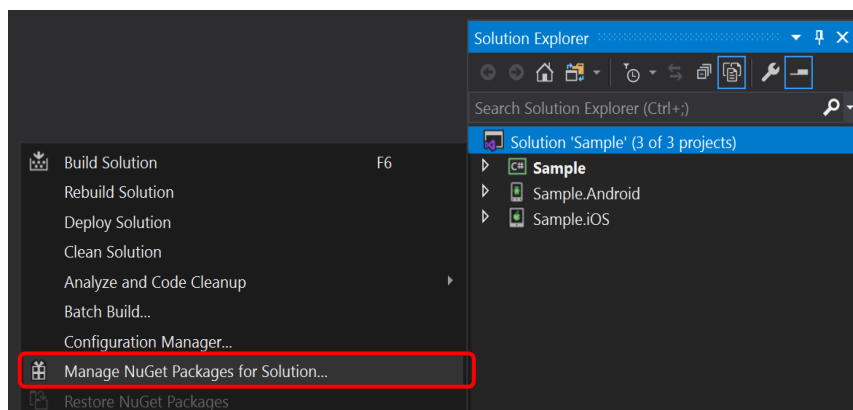 Solution Explorer
Search Solution Explorer (Ctrl+;)
Solution 'Sample' (3 of 3 projects)
C# Sample
Sample.Android
Sample.iOS
Build Solution F6
Rebuild Solution
Deploy Solution
Clean Solution
Analyze and Code Cleanup
Batch Build...
Configuration Manager...
Manage NuGet Packages for Solution...
Restore NuGet Packages